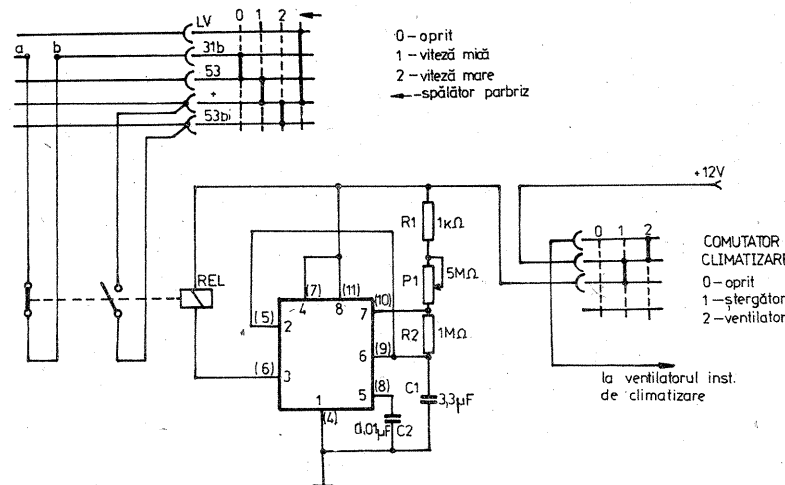 0 1 2
LV
a b 31b
53
+
53bi
0-oprit
1-viteză mică
2-viteză mare
-spălător parbriz
+12V
R1 1kΩ
P1 5MΩ
R2 1MΩ
REL
(7) (11)
4 8
(10)
7
(5)
2
(9)
6
(6)
3
(8)
5
1
(4)
0,01µF C2
C1
3,3µF
0 1 2
COMUTATOR
CLIMATIZARE
0-oprit
1-ştergător
2-ventilator
la ventilatorul inst.
de climatizare